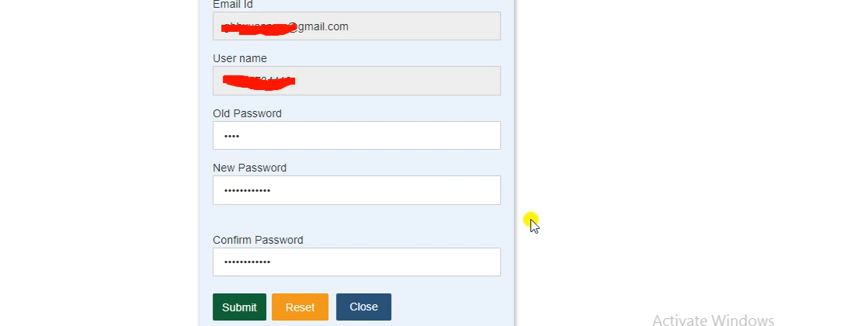 Email Id
@gmail.com
User name
Old Password
••••
New Password
••••••••••••
Confirm Password
••••••••••••
Submit Reset Close
Activate Windows